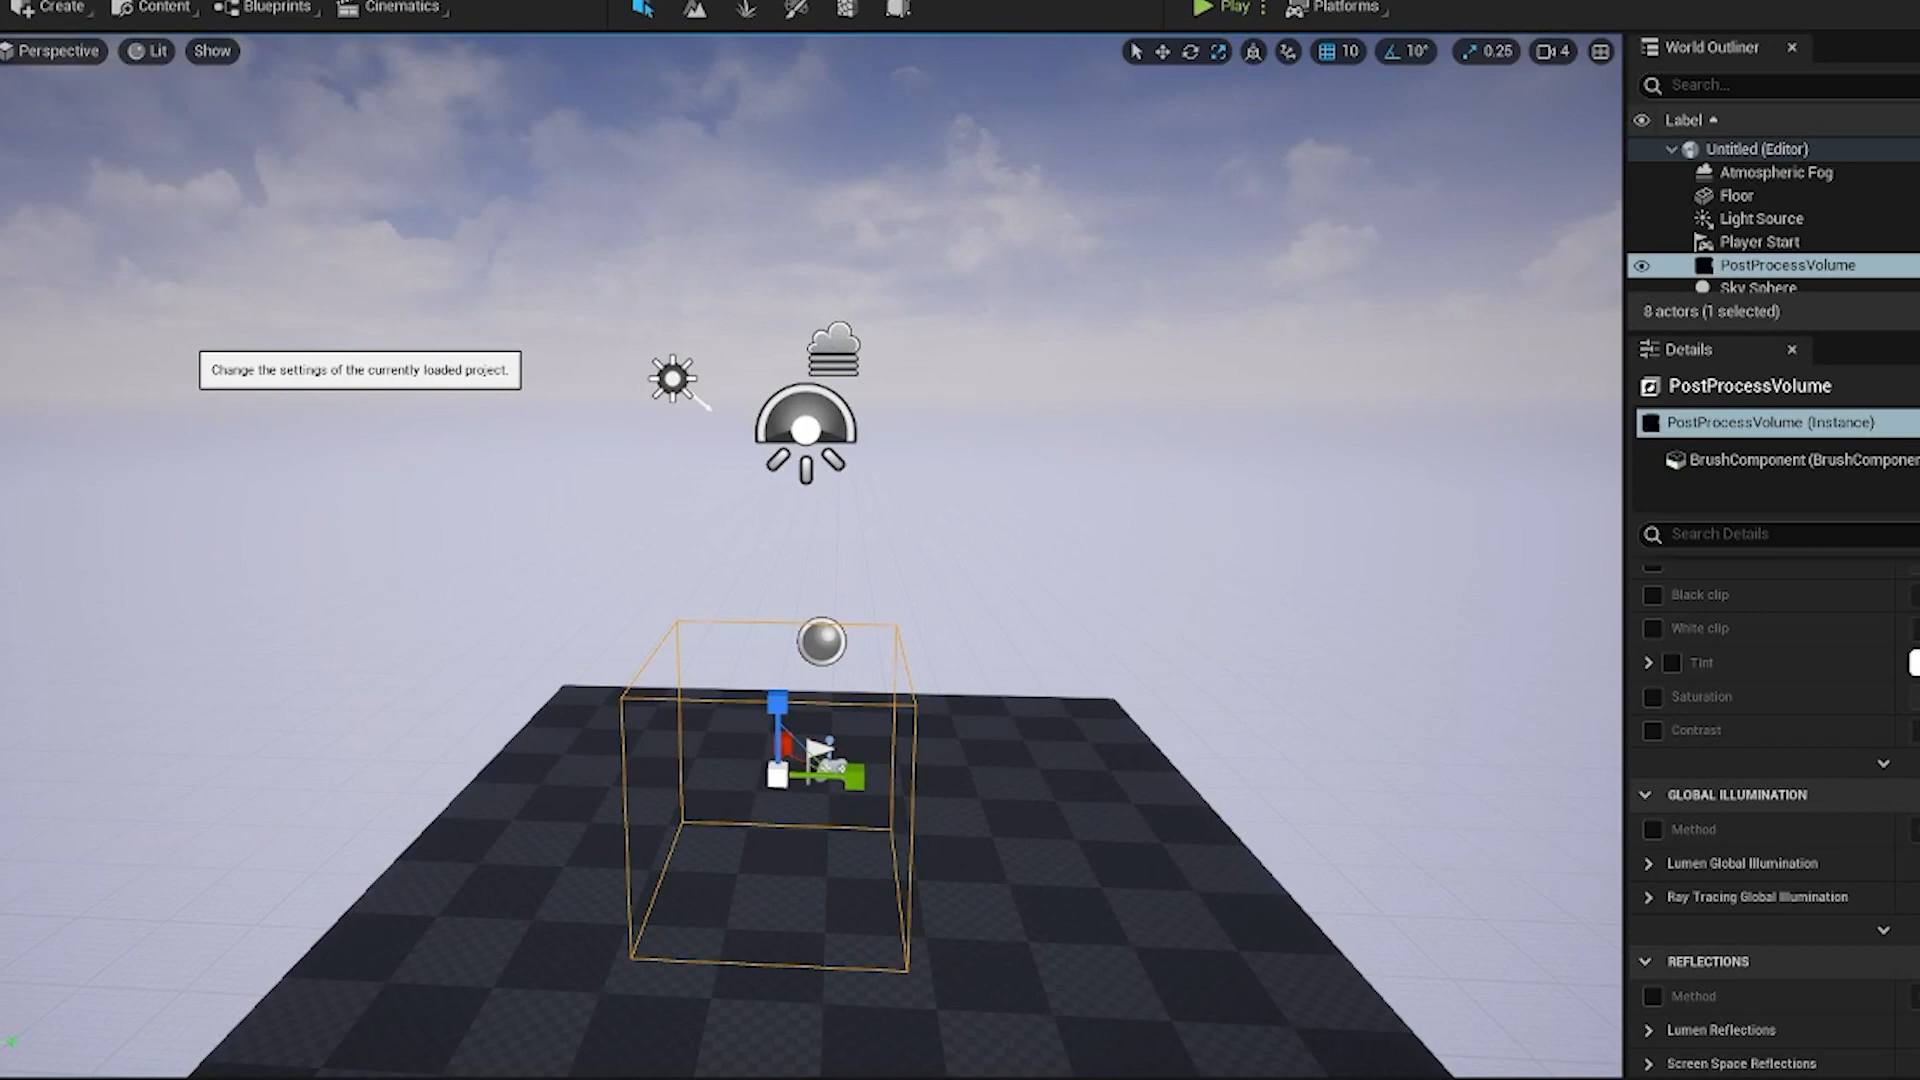 Create
Content
Blueprints
Cinematics
Play
Platforms
Perspective
Lit
Show
10
10°
0.25
4
World Outliner
Search...
Label
Untitled (Editor)
Atmospheric Fog
Floor
Light Source
Player Start
PostProcessVolume
Sky Sphere
8 actors (1 selected)
Change the settings of the currently loaded project.
Details
PostProcessVolume
PostProcessVolume (Instance)
BrushComponent (BrushComponen
Search Details
Black clip
White clip
Tint
Saturation
Contrast
GLOBAL ILLUMINATION
Method
Lumen Global Illumination
Ray Tracing Global Illumination
REFLECTIONS
Method
Lumen Reflections
Screen Space Reflections